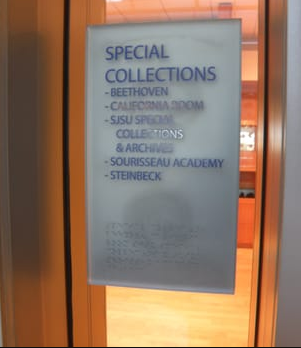 SPECIAL
COLLECTIONS
- BEETHOVEN
- CALIFORNIA ROOM
- SJSU SPECIAL
COLLECTIONS
& ARCHIVES
- SOURISSEAU ACADEMY
- STEINBECK